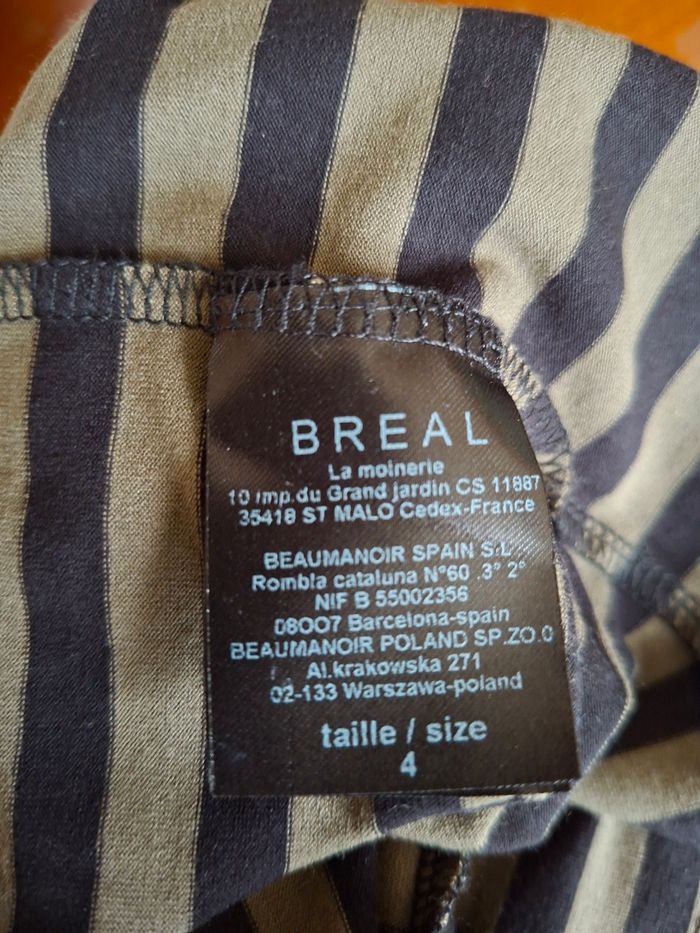 BREAL
La moinerie
10 imp.du Grand jardin CS 11887
35418 ST MALO Cedex-France
BEAUMANOIR SPAIN S.L
Rombla cataluna N°60 .3° 2°
NIF B 55002356
08OO7 Barcelona-spain
BEAUMANOIR POLAND SP.ZO.O
Al.krakowska 271
02-133 Warszawa-poland
taille / size
4